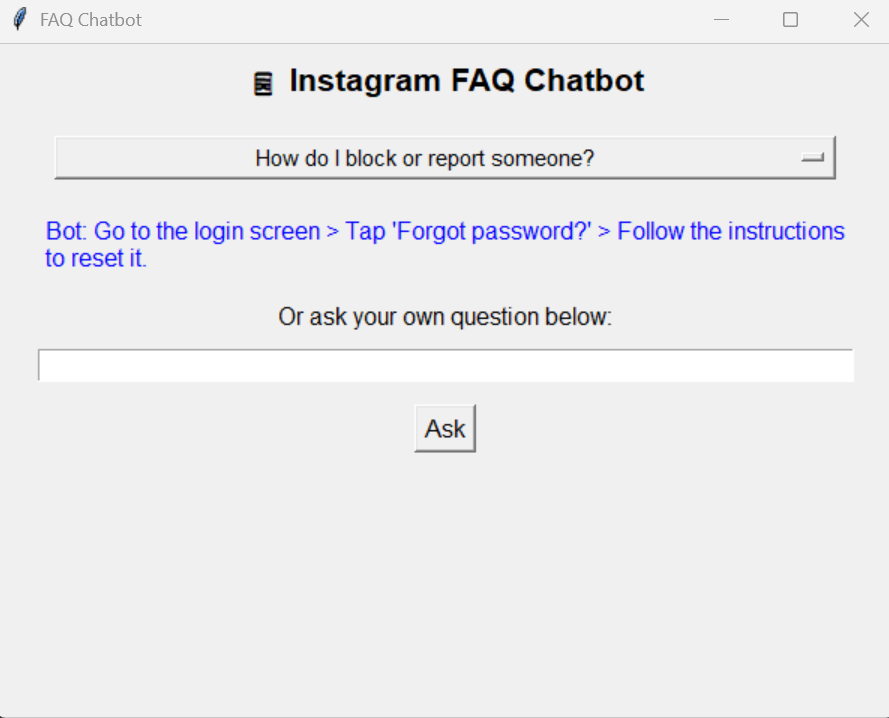 FAQ Chatbot
Instagram FAQ Chatbot
How do I block or report someone?
Bot: Go to the login screen > Tap 'Forgot password?' > Follow the instructions
to reset it.
Or ask your own question below:
Ask